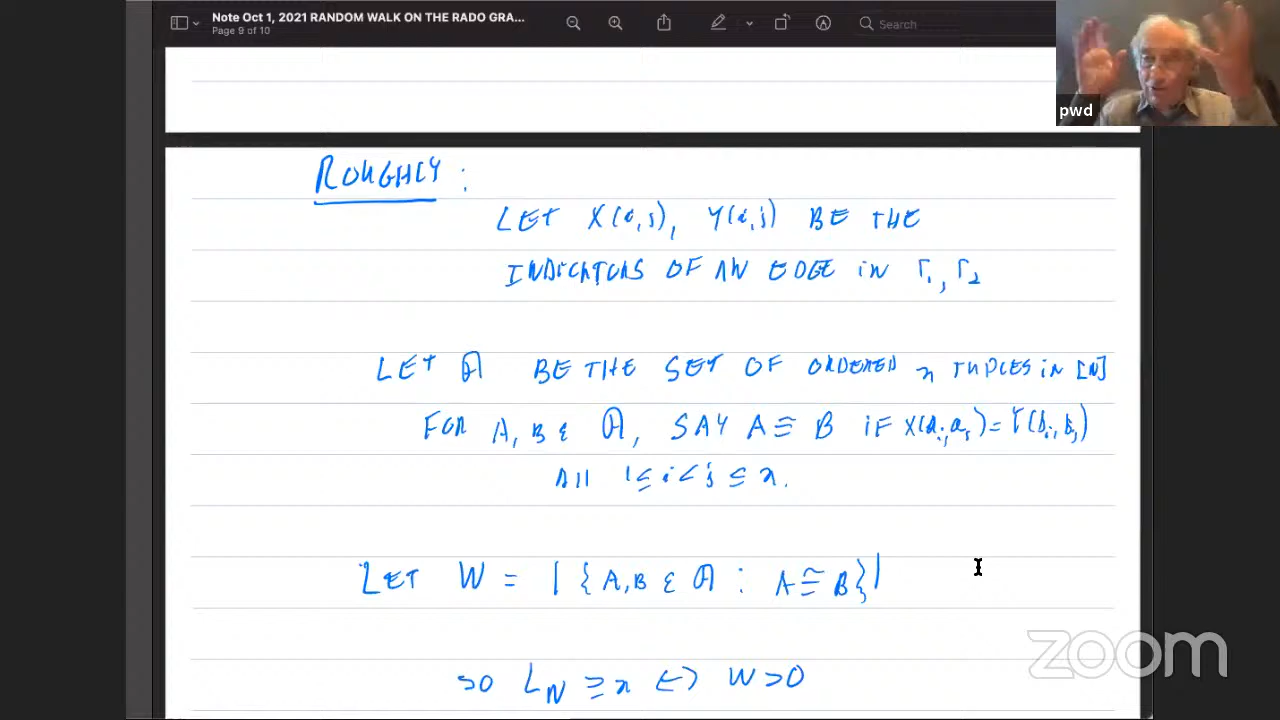 Note Oct 1, 2021 RANDOM WALK ON THE RADO GRA...
Page 9 of 10
Search
pwd
ROUGHLY :
LET X(i,j), Y(i,j) BE THE
INDICATORS OF AN EDGE in Γ₁, Γ₂
LET 𝔸 BE THE SET OF ORDERED n TUPLES in [N]
FOR A, B ε 𝔸, SAY A ≅ B iF X(aᵢ,aⱼ) = Y(bᵢ,bⱼ)
All 1 ≤ i < j ≤ n.
LET W = | { A,B ε 𝔸 : A ≅ B } |
so L_N ≥ n ↔ W > 0
zoom